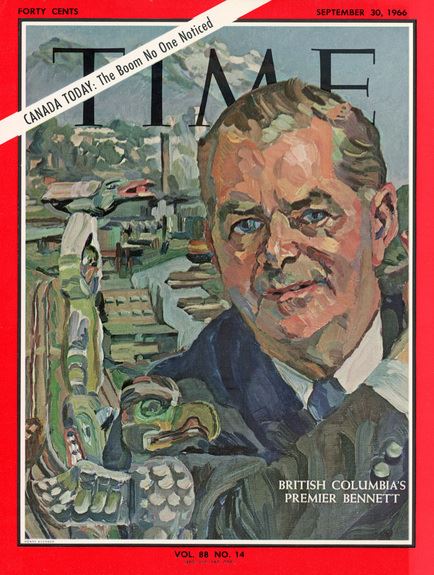 FORTY CENTS
SEPTEMBER 30, 1966
CANADA TODAY: The Boom No One Noticed
TIME
BRITISH COLUMBIA'S
PREMIER BENNETT
VOL. 88 NO. 14